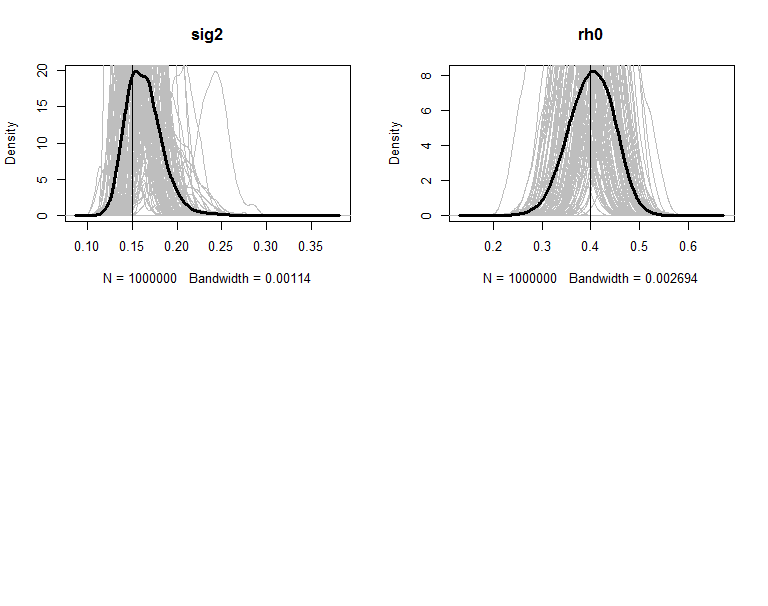 sig2
Density
0 5 10 15 20
0.10 0.15 0.20 0.25 0.30 0.35
N = 1000000 Bandwidth = 0.00114
rh0
Density
0 2 4 6 8
0.2 0.3 0.4 0.5 0.6
N = 1000000 Bandwidth = 0.002694